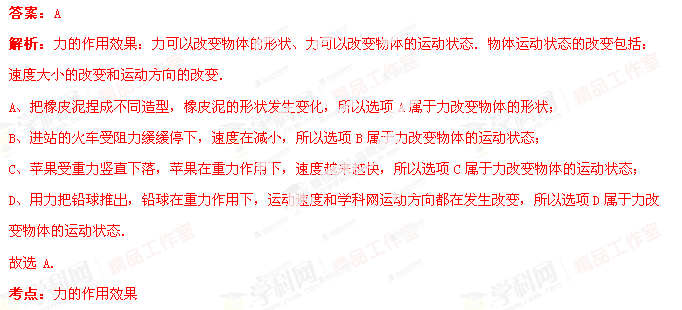 答案：A
解析：力的作用效果：力可以改变物体的形状、力可以改变物体的运动状态．物体运动状态的改变包括：
速度大小的改变和运动方向的改变．
A、把橡皮泥捏成不同造型，橡皮泥的形状发生变化，所以选项 A 属于力改变物体的形状；
B、进站的火车受阻力缓缓停下，速度在减小，所以选项 B 属于力改变物体的运动状态；
C、苹果受重力竖直下落，苹果在重力作用下，速度越来越快，所以选项 C 属于力改变物体的运动状态；
D、用力把铅球推出，铅球在重力作用下，运动速度和学科网运动方向都在发生改变，所以选项 D 属于力改
变物体的运动状态．
故选 A．
考点：力的作用效果